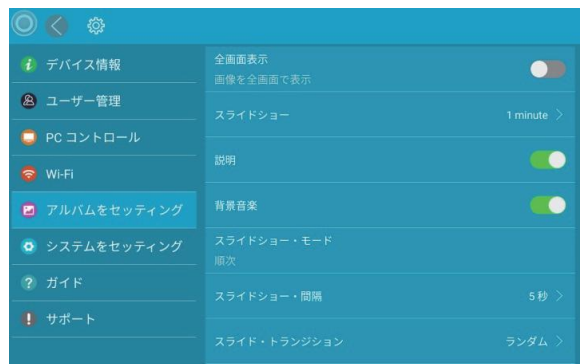 デバイス情報
ユーザー管理
PC コントロール
Wi-Fi
アルバムをセッティング
システムをセッティング
ガイド
サポート
全画面表示
画像を全画面で表示
スライドショー 1 minute
説明
背景音楽
スライドショー・モード
順次
スライドショー・間隔 5 秒
スライド・トランジション ランダム